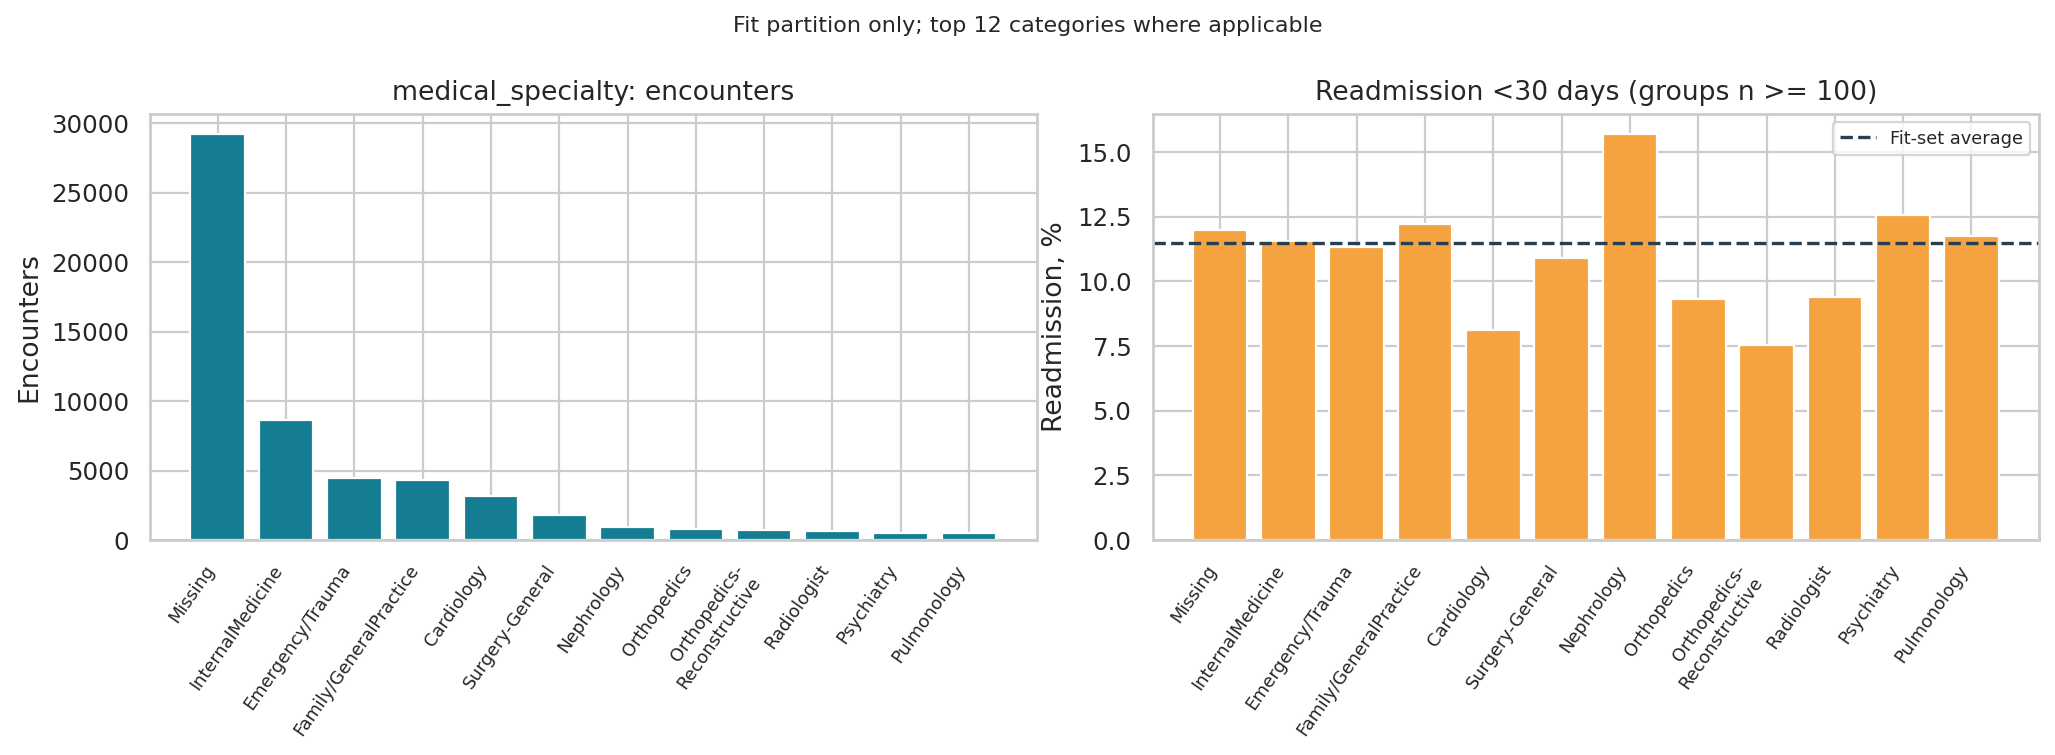 Fit partition only; top 12 categories where applicable
medical_specialty: encounters
Encounters
30000
25000
20000
15000
10000
5000
0
Missing
InternalMedicine
Emergency/Trauma
Family/GeneralPractice
Cardiology
Surgery-General
Nephrology
Orthopedics
Orthopedics-
Reconstructive
Radiologist
Psychiatry
Pulmonology
Readmission <30 days (groups n >= 100)
Fit-set average
Readmission, %
15.0
12.5
10.0
7.5
5.0
2.5
0.0
Missing
InternalMedicine
Emergency/Trauma
Family/GeneralPractice
Cardiology
Surgery-General
Nephrology
Orthopedics
Orthopedics-
Reconstructive
Radiologist
Psychiatry
Pulmonology